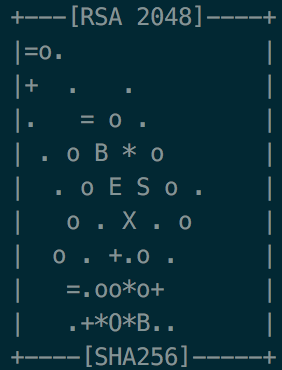 +---[RSA 2048]----+
|=o.              |
|+  .   .         |
|.   = o .        |
| . o B * o       |
|  . o E S o .    |
|   o . X . o     |
|  o . +.o .      |
|   =.oo*o+       |
|   .+*O*B..      |
+----[SHA256]-----+